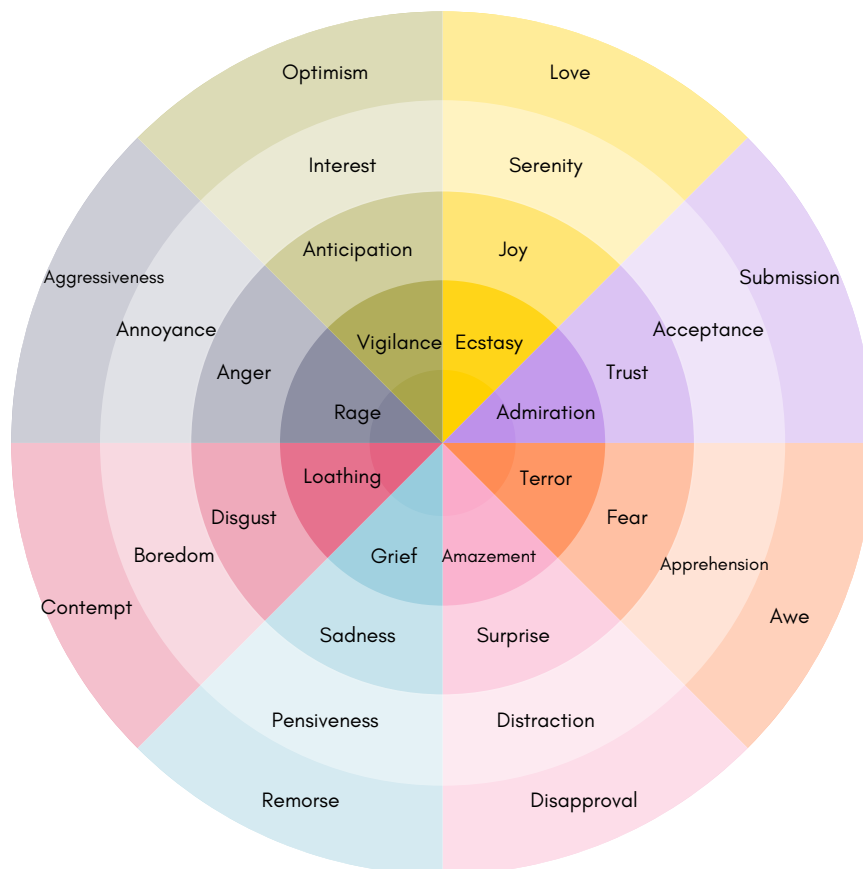 Optimism
Love
Interest
Serenity
Anticipation
Joy
Aggressiveness
Submission
Annoyance
Acceptance
Vigilance
Ecstasy
Anger
Trust
Rage
Admiration
Loathing
Terror
Disgust
Fear
Boredom
Grief
Amazement
Apprehension
Contempt
Awe
Sadness
Surprise
Pensiveness
Distraction
Remorse
Disapproval